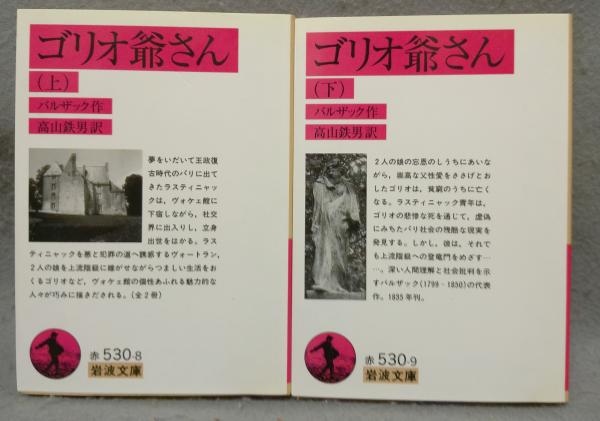 ゴリオ爺さん
(上)
バルザック作
高山鉄男訳
夢をいだいて王政復
古時代のパリに出て
きたラスティニャッ
クは，ヴォケェ館に
下宿しながら，社交
界に出入りし，立身
出世をはかる。ラス
ティニャックを悪と犯罪の道へ誘惑するヴォートラン，
2人の娘を上流階級に嫁がせながらつましい生活をお
くるゴリオなど，ヴォケェ館の個性あふれる魅力的な
人々が巧みに描きだされる。(全2冊)
赤 530-8
岩波文庫
ゴリオ爺さん
(下)
バルザック作
高山鉄男訳
2人の娘の忘恩のしうちにあいな
がら，崇高な父性愛をささげとお
したゴリオは，貧窮のうちに亡く
なる。ラスティニャック青年は，
ゴリオの悲惨な死を通じて，虚偽
にみちたパリ社会の残酷な現実を
発見する。しかし，彼は，それで
も上流階級への登竜門をめざす…
…。深い人間理解と社会批判を示
すバルザック(1799-1850)の代表
作。1835年刊。
赤 530-9
岩波文庫